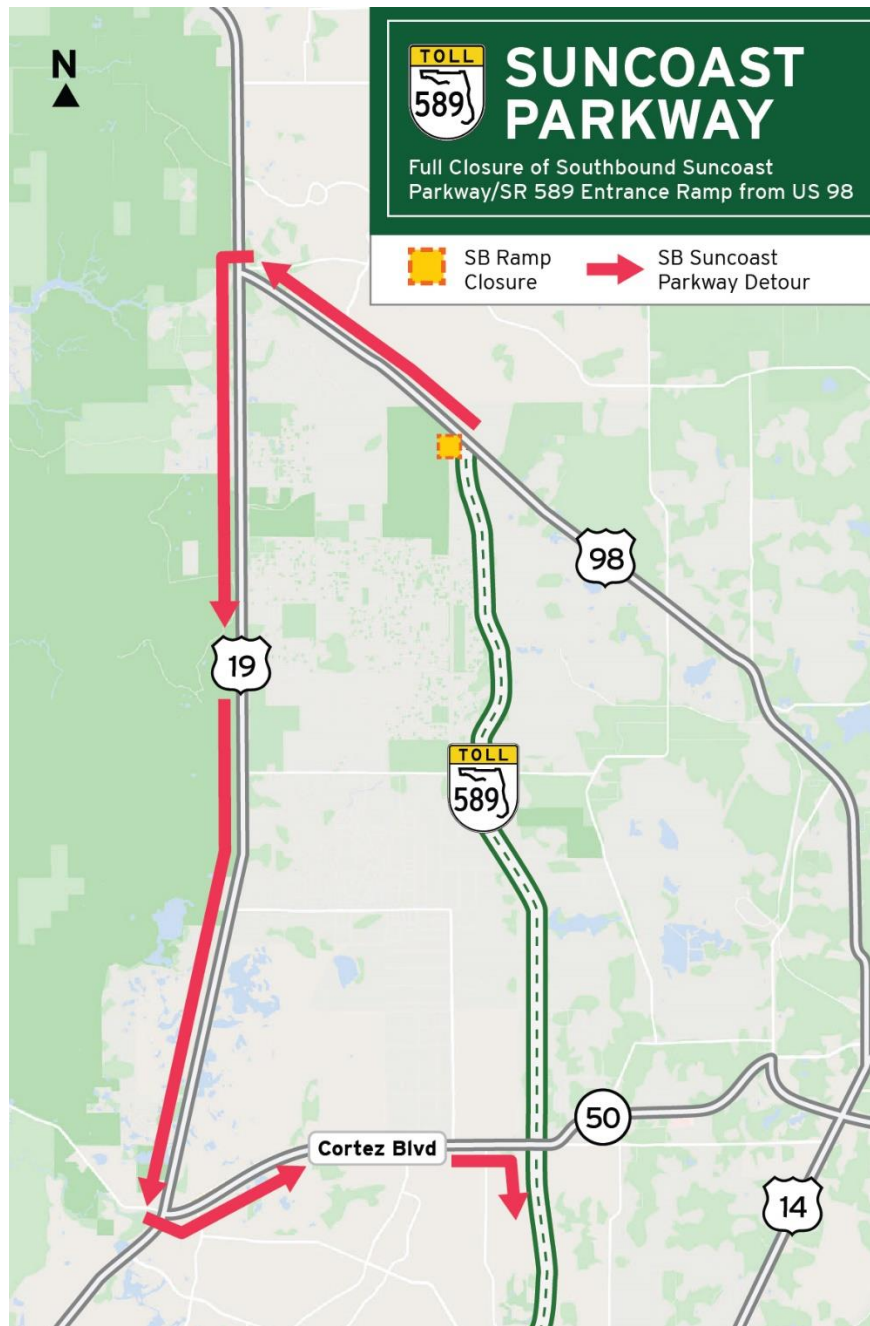 N
TOLL
589
SUNCOAST
PARKWAY
Full Closure of Southbound Suncoast
Parkway/SR 589 Entrance Ramp from US 98
SB Ramp
Closure
SB Suncoast
Parkway Detour
98
19
TOLL
589
50
Cortez Blvd
14